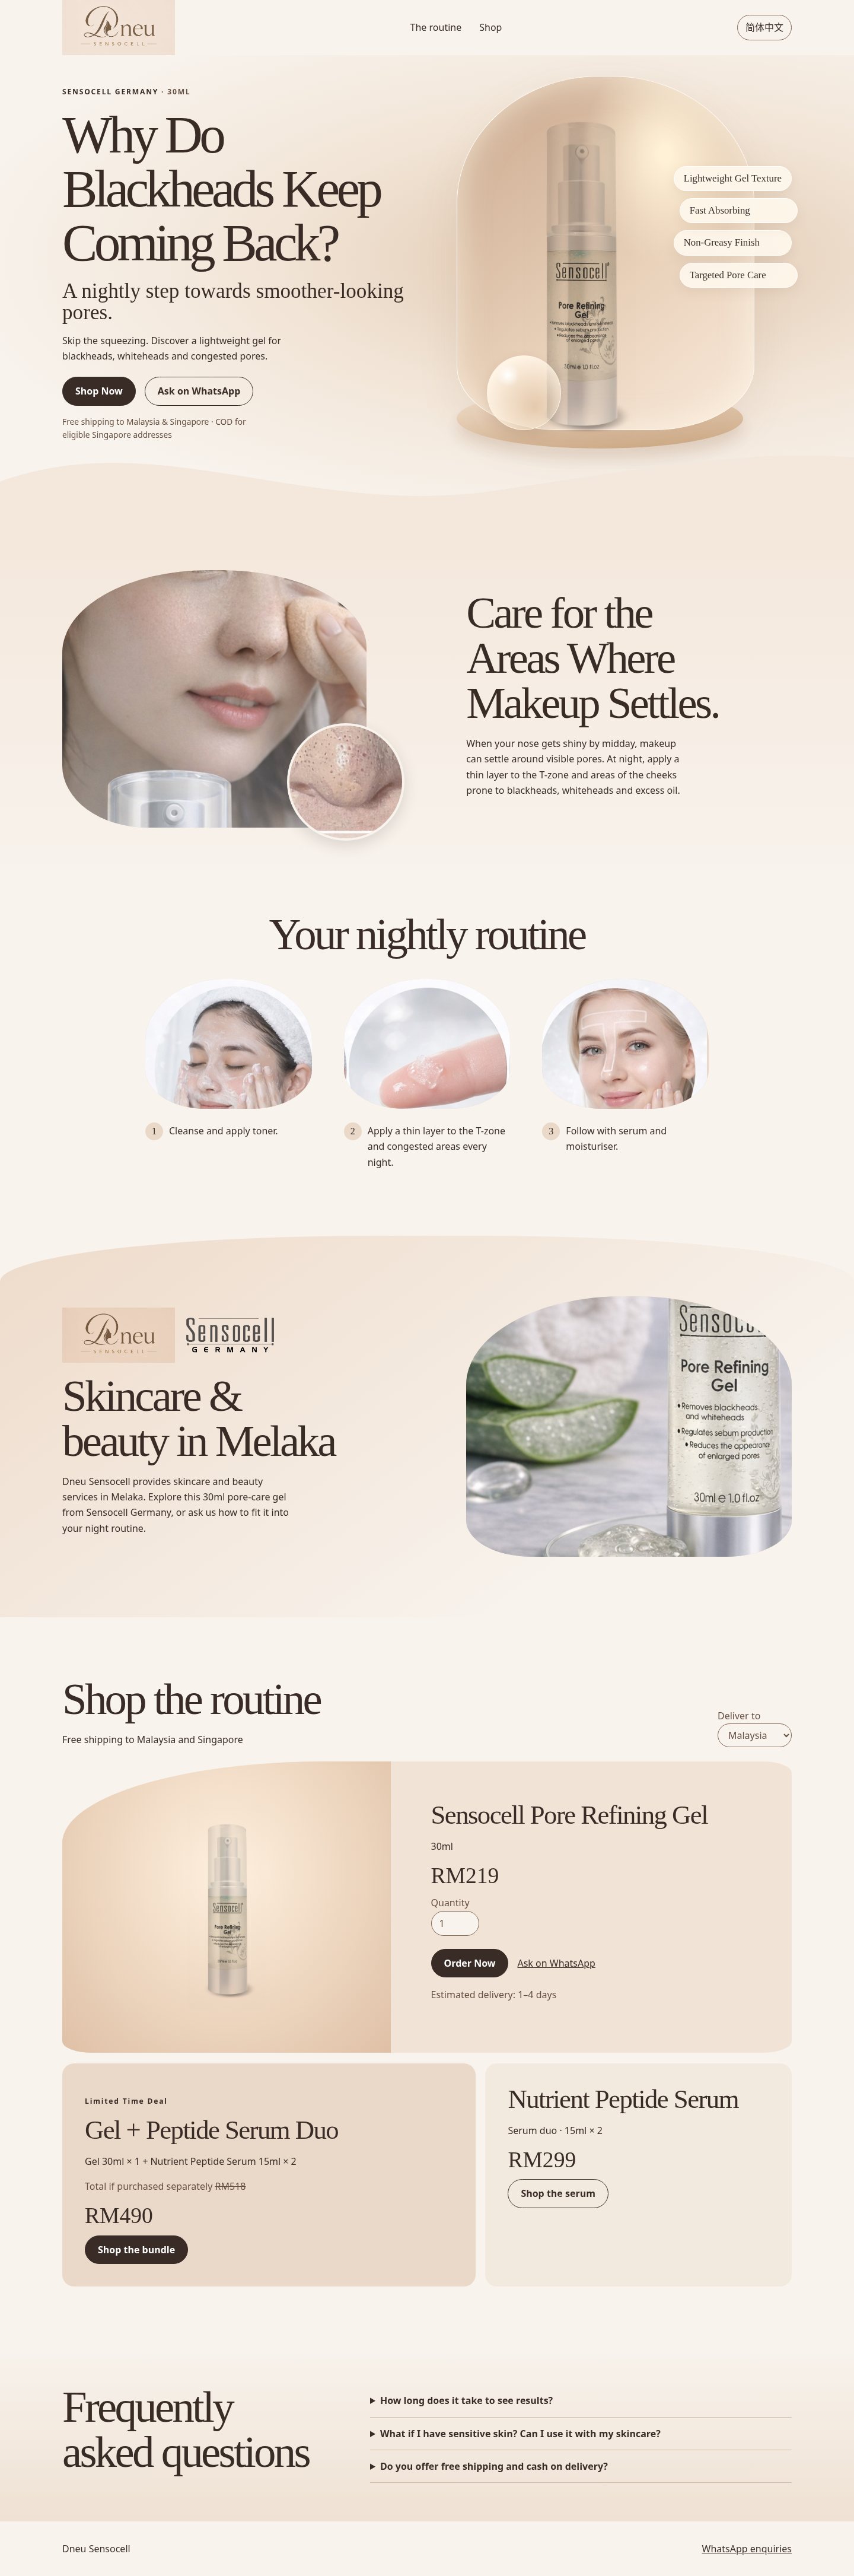 Dneu
SENSOCELL
The routine
Shop
简体中文
SENSOCELL GERMANY · 30ML
Why Do
Blackheads Keep
Coming Back?
A nightly step towards smoother-looking
pores.
Skip the squeezing. Discover a lightweight gel for
blackheads, whiteheads and congested pores.
Shop Now
Ask on WhatsApp
Free shipping to Malaysia & Singapore · COD for
eligible Singapore addresses
Sensocell
Pore Refining
Gel
30ml e 1.0 fl.oz
Lightweight Gel Texture
Fast Absorbing
Non-Greasy Finish
Targeted Pore Care
Care for the
Areas Where
Makeup Settles.
When your nose gets shiny by midday, makeup
can settle around visible pores. At night, apply a
thin layer to the T-zone and areas of the cheeks
prone to blackheads, whiteheads and excess oil.
Your nightly routine
1 Cleanse and apply toner.
2 Apply a thin layer to the T-zone
and congested areas every
night.
3 Follow with serum and
moisturiser.
Dneu
SENSOCELL
Sensocell
GERMANY
Skincare &
beauty in Melaka
Dneu Sensocell provides skincare and beauty
services in Melaka. Explore this 30ml pore-care gel
from Sensocell Germany, or ask us how to fit it into
your night routine.
Pore Refining
Gel
Removes blackheads
and whiteheads
Regulates sebum production
Reduces the appearana
of enlarged pores
30ml e 1.0 fl.oz
Shop the routine
Free shipping to Malaysia and Singapore
Deliver to
Malaysia
Sensocell
Pore Refining
Gel
Sensocell Pore Refining Gel
30ml
RM219
Quantity
1
Order Now
Ask on WhatsApp
Estimated delivery: 1–4 days
Limited Time Deal
Gel + Peptide Serum Duo
Gel 30ml × 1 + Nutrient Peptide Serum 15ml × 2
Total if purchased separately RM518
RM490
Shop the bundle
Nutrient Peptide Serum
Serum duo · 15ml × 2
RM299
Shop the serum
Frequently
asked questions
How long does it take to see results?
What if I have sensitive skin? Can I use it with my skincare?
Do you offer free shipping and cash on delivery?
Dneu Sensocell
WhatsApp enquiries